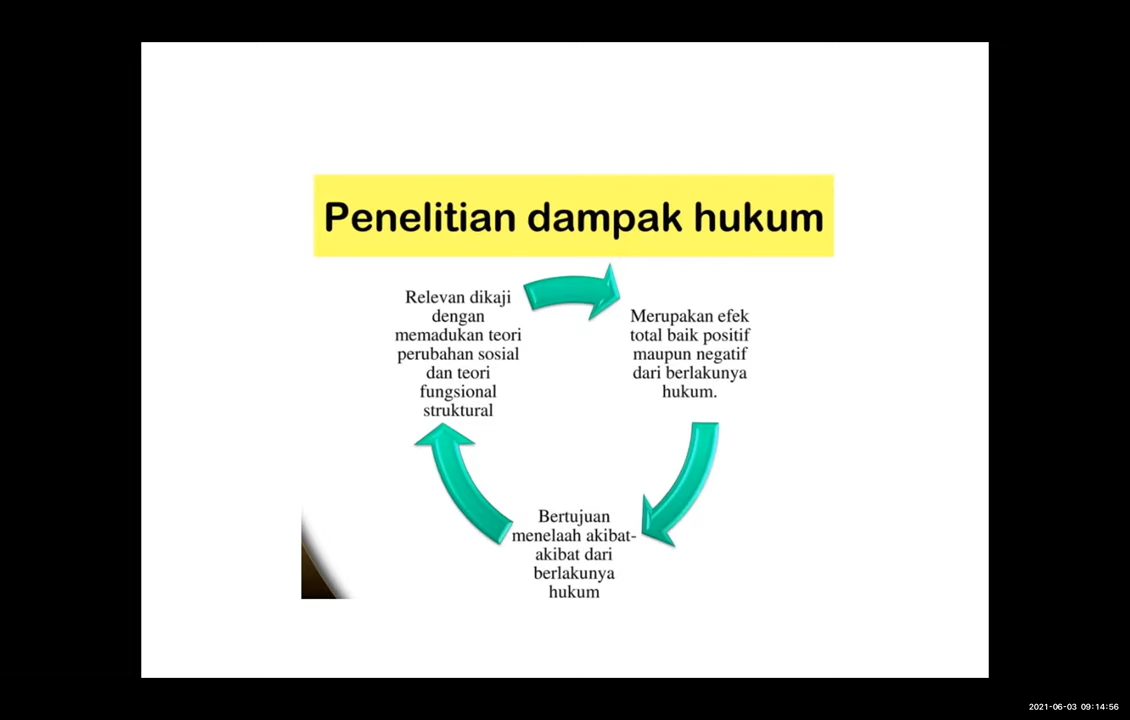 Penelitian dampak hukum
Relevan dikaji
dengan
memadukan teori
perubahan sosial
dan teori
fungsional
struktural
Merupakan efek
total baik positif
maupun negatif
dari berlakunya
hukum.
Bertujuan
menelaah akibat-
akibat dari
berlakunya
hukum
2021-06-03 09:14:56